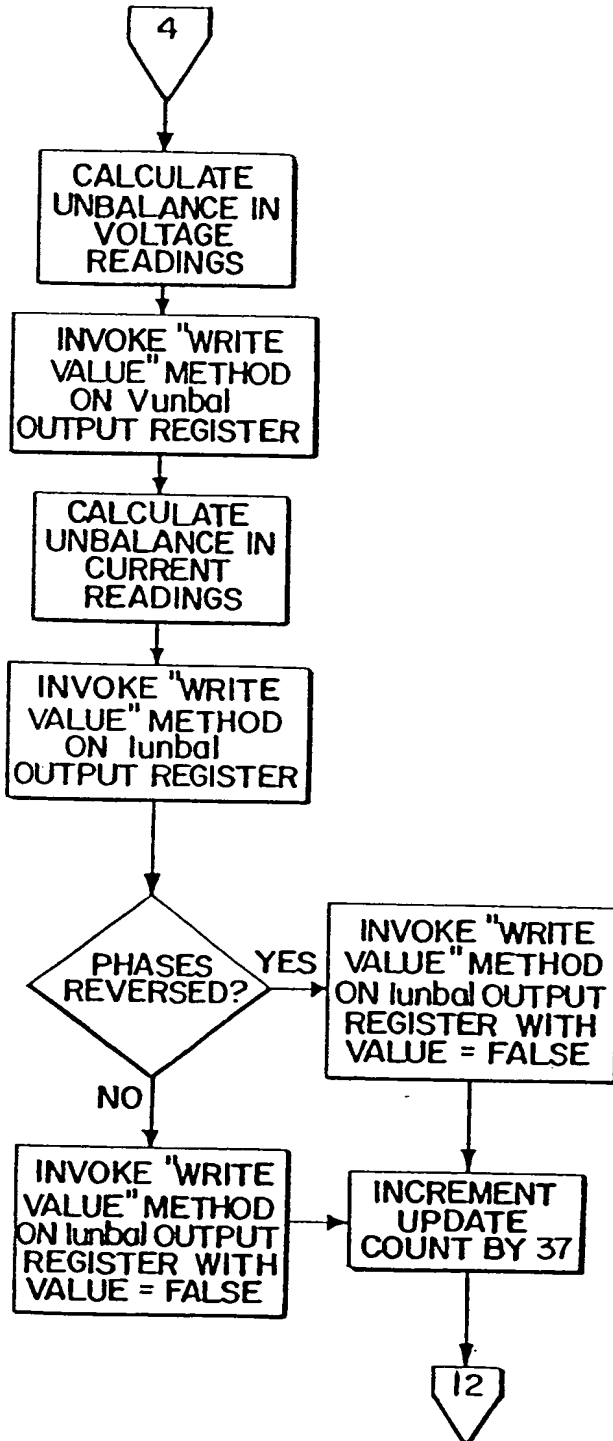 4
CALCULATE
UNBALANCE IN
VOLTAGE
READINGS
INVOKE "WRITE
VALUE" METHOD
ON Vunbal
OUTPUT REGISTER
CALCULATE
UNBALANCE IN
CURRENT
READINGS
INVOKE "WRITE
VALUE" METHOD
ON Iunbal
OUTPUT REGISTER
PHASES
REVERSED?
YES
INVOKE "WRITE
VALUE" METHOD
ON Iunbal OUTPUT
REGISTER WITH
VALUE = FALSE
NO
INVOKE "WRITE
VALUE" METHOD
ON Iunbal OUTPUT
REGISTER WITH
VALUE = FALSE
INCREMENT
UPDATE
COUNT BY 37
12